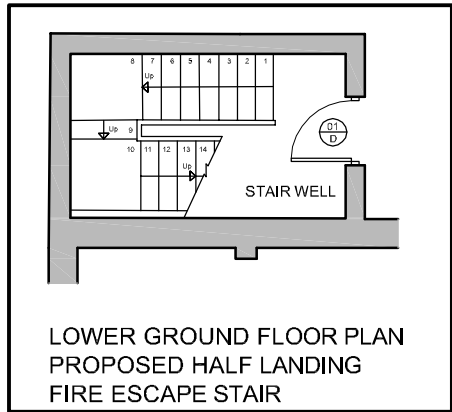 8 7 6 5 4 3 2 1
Up
Up 9
01
D
10 11 12 13 14
Up
STAIR WELL
LOWER GROUND FLOOR PLAN
PROPOSED HALF LANDING
FIRE ESCAPE STAIR